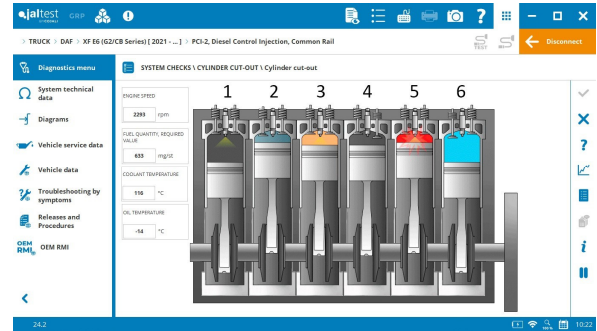 jaltest GRP
> TRUCK > DAF > XF E6 (G2/CB Series) [ 2021 - ... ] > PCI-2, Diesel Control Injection, Common Rail
TEST
Disconnect
Diagnostics menu
SYSTEM CHECKS \ CYLINDER CUT-OUT \ Cylinder cut-out
System technical
data
Diagrams
Vehicle service data
Vehicle data
Troubleshooting by
symptoms
Releases and
Procedures
OEM
RMI
OEM RMI
ENGINE SPEED
2293 rpm
FUEL QUANTITY, REQUIRED
VALUE
633 mg/st
COOLANT TEMPERATURE
116 °C
OIL TEMPERATURE
-14 °C
1 2 3 4 5 6
24.2
100%
10:22